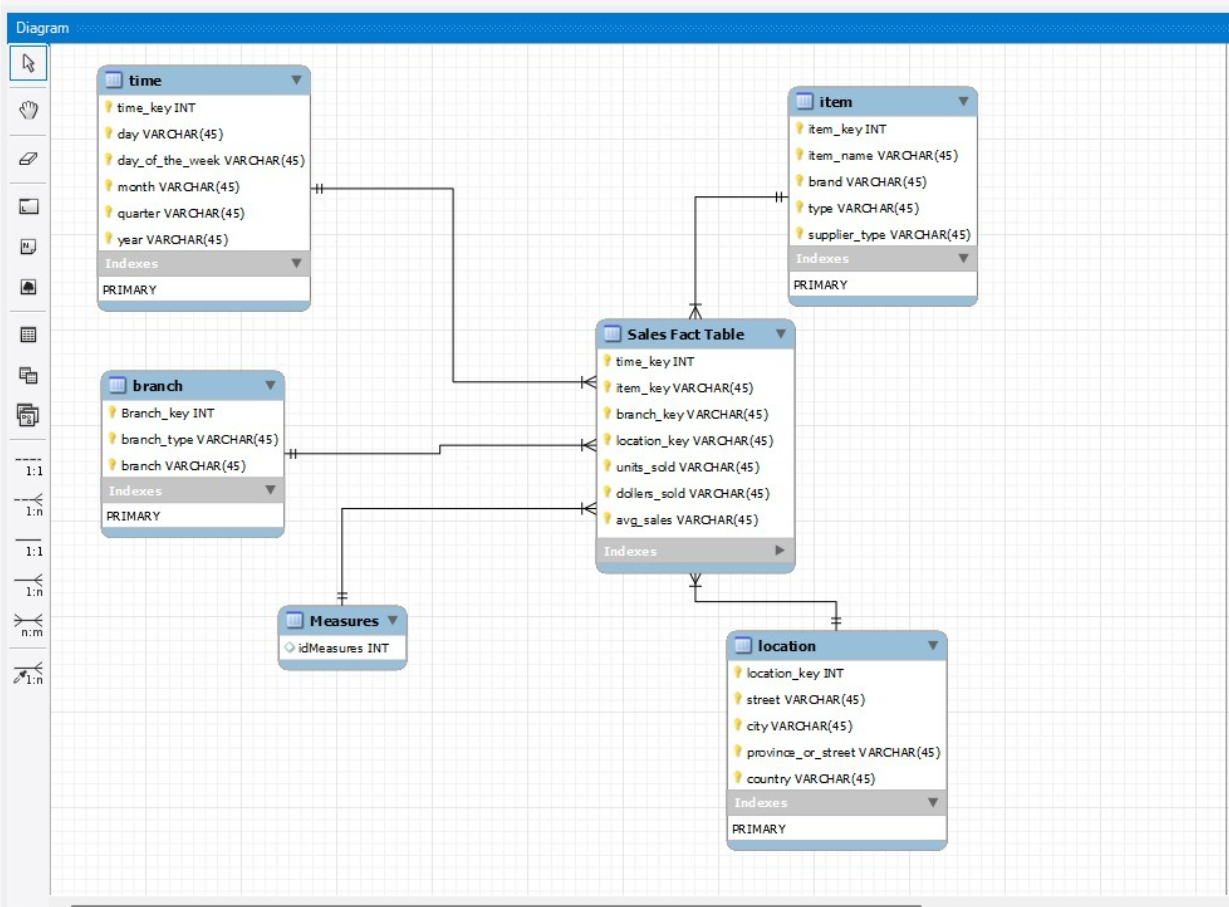 Diagram
time
time_key INT
day VARCHAR(45)
day_of_the_week VARCHAR(45)
month VARCHAR(45)
quarter VARCHAR(45)
year VARCHAR(45)
Indexes
PRIMARY
item
item_key INT
item_name VARCHAR(45)
brand VARCHAR(45)
type VARCHAR(45)
supplier_type VARCHAR(45)
Indexes
PRIMARY
branch
Branch_key INT
branch_type VARCHAR(45)
branch VARCHAR(45)
Indexes
PRIMARY
Sales Fact Table
time_key INT
item_key VARCHAR(45)
branch_key VARCHAR(45)
location_key VARCHAR(45)
units_sold VARCHAR(45)
dollers_sold VARCHAR(45)
avg_sales VARCHAR(45)
Indexes
Measures
idMeasures INT
location
location_key INT
street VARCHAR(45)
city VARCHAR(45)
province_or_street VARCHAR(45)
country VARCHAR(45)
Indexes
PRIMARY
1:1
1:n
1:1
1:n
n:m
1:n